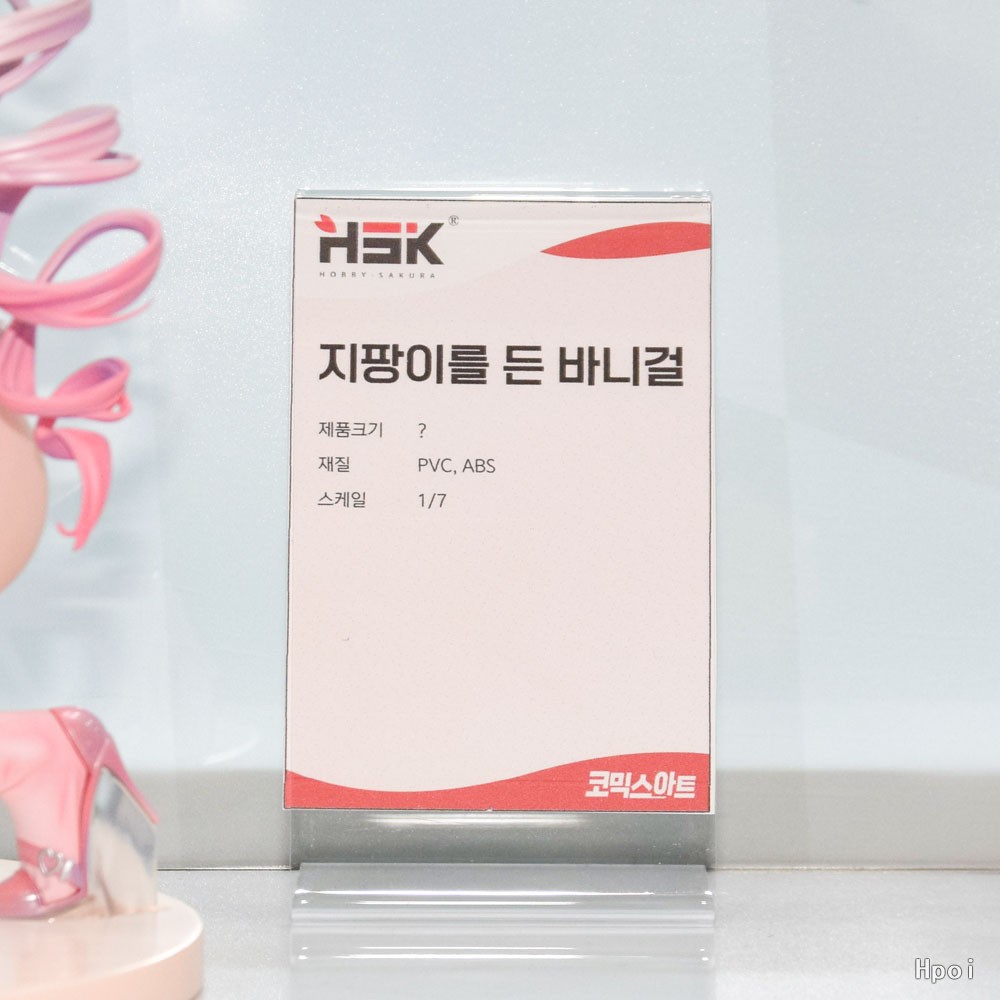 HSK®
HOBBY-SAKURA
지팡이를 든 바니걸
제품크기 ?
재질 PVC, ABS
스케일 1/7
코믹스아트
Hpoi